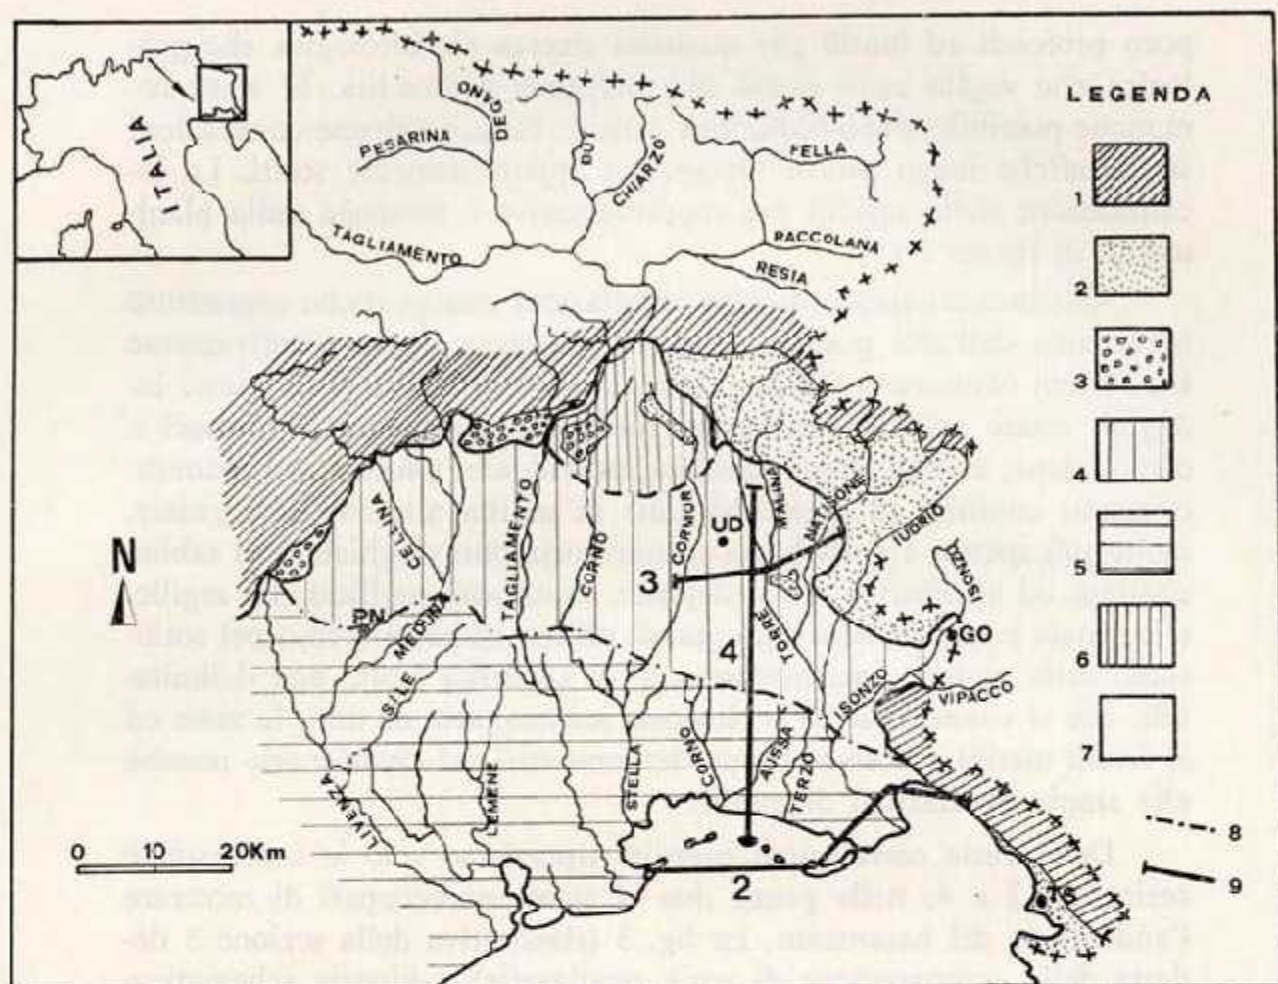 ITALIA
PESARINA
DEGANO
BUT
CHIARZO
FELLA
TAGLIAMENTO
RACCOLANA
RESIA
LEGENDA
1
2
3
4
5
6
7
8
9
N
CELLINA
MEDUNA
TAGLIAMENTO
CORNO
CORMOR
UD
MALINA
NATISONE
IUDRIO
ISONZO
3
PN
4
TORRE
GO
VIPACCO
ISONZO
SILE
LIVENZA
LEMENE
STELLA
CORNO
AUSSA
TERZO
0 10 20Km
2
TS